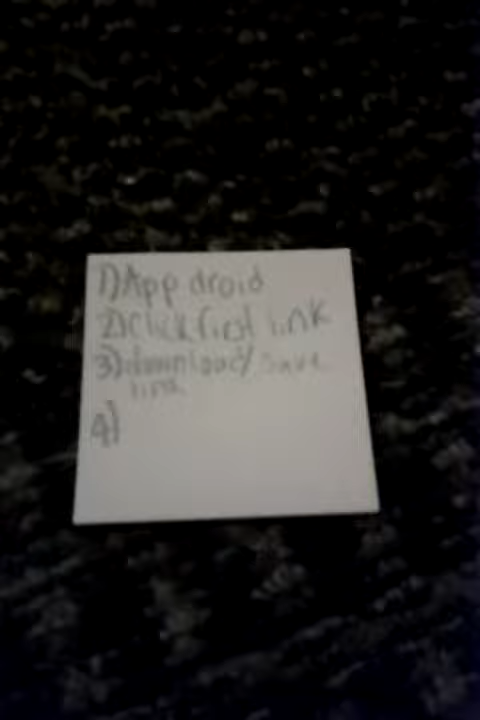 1) App droid
2) Click first link
3) download/ save
link
4)